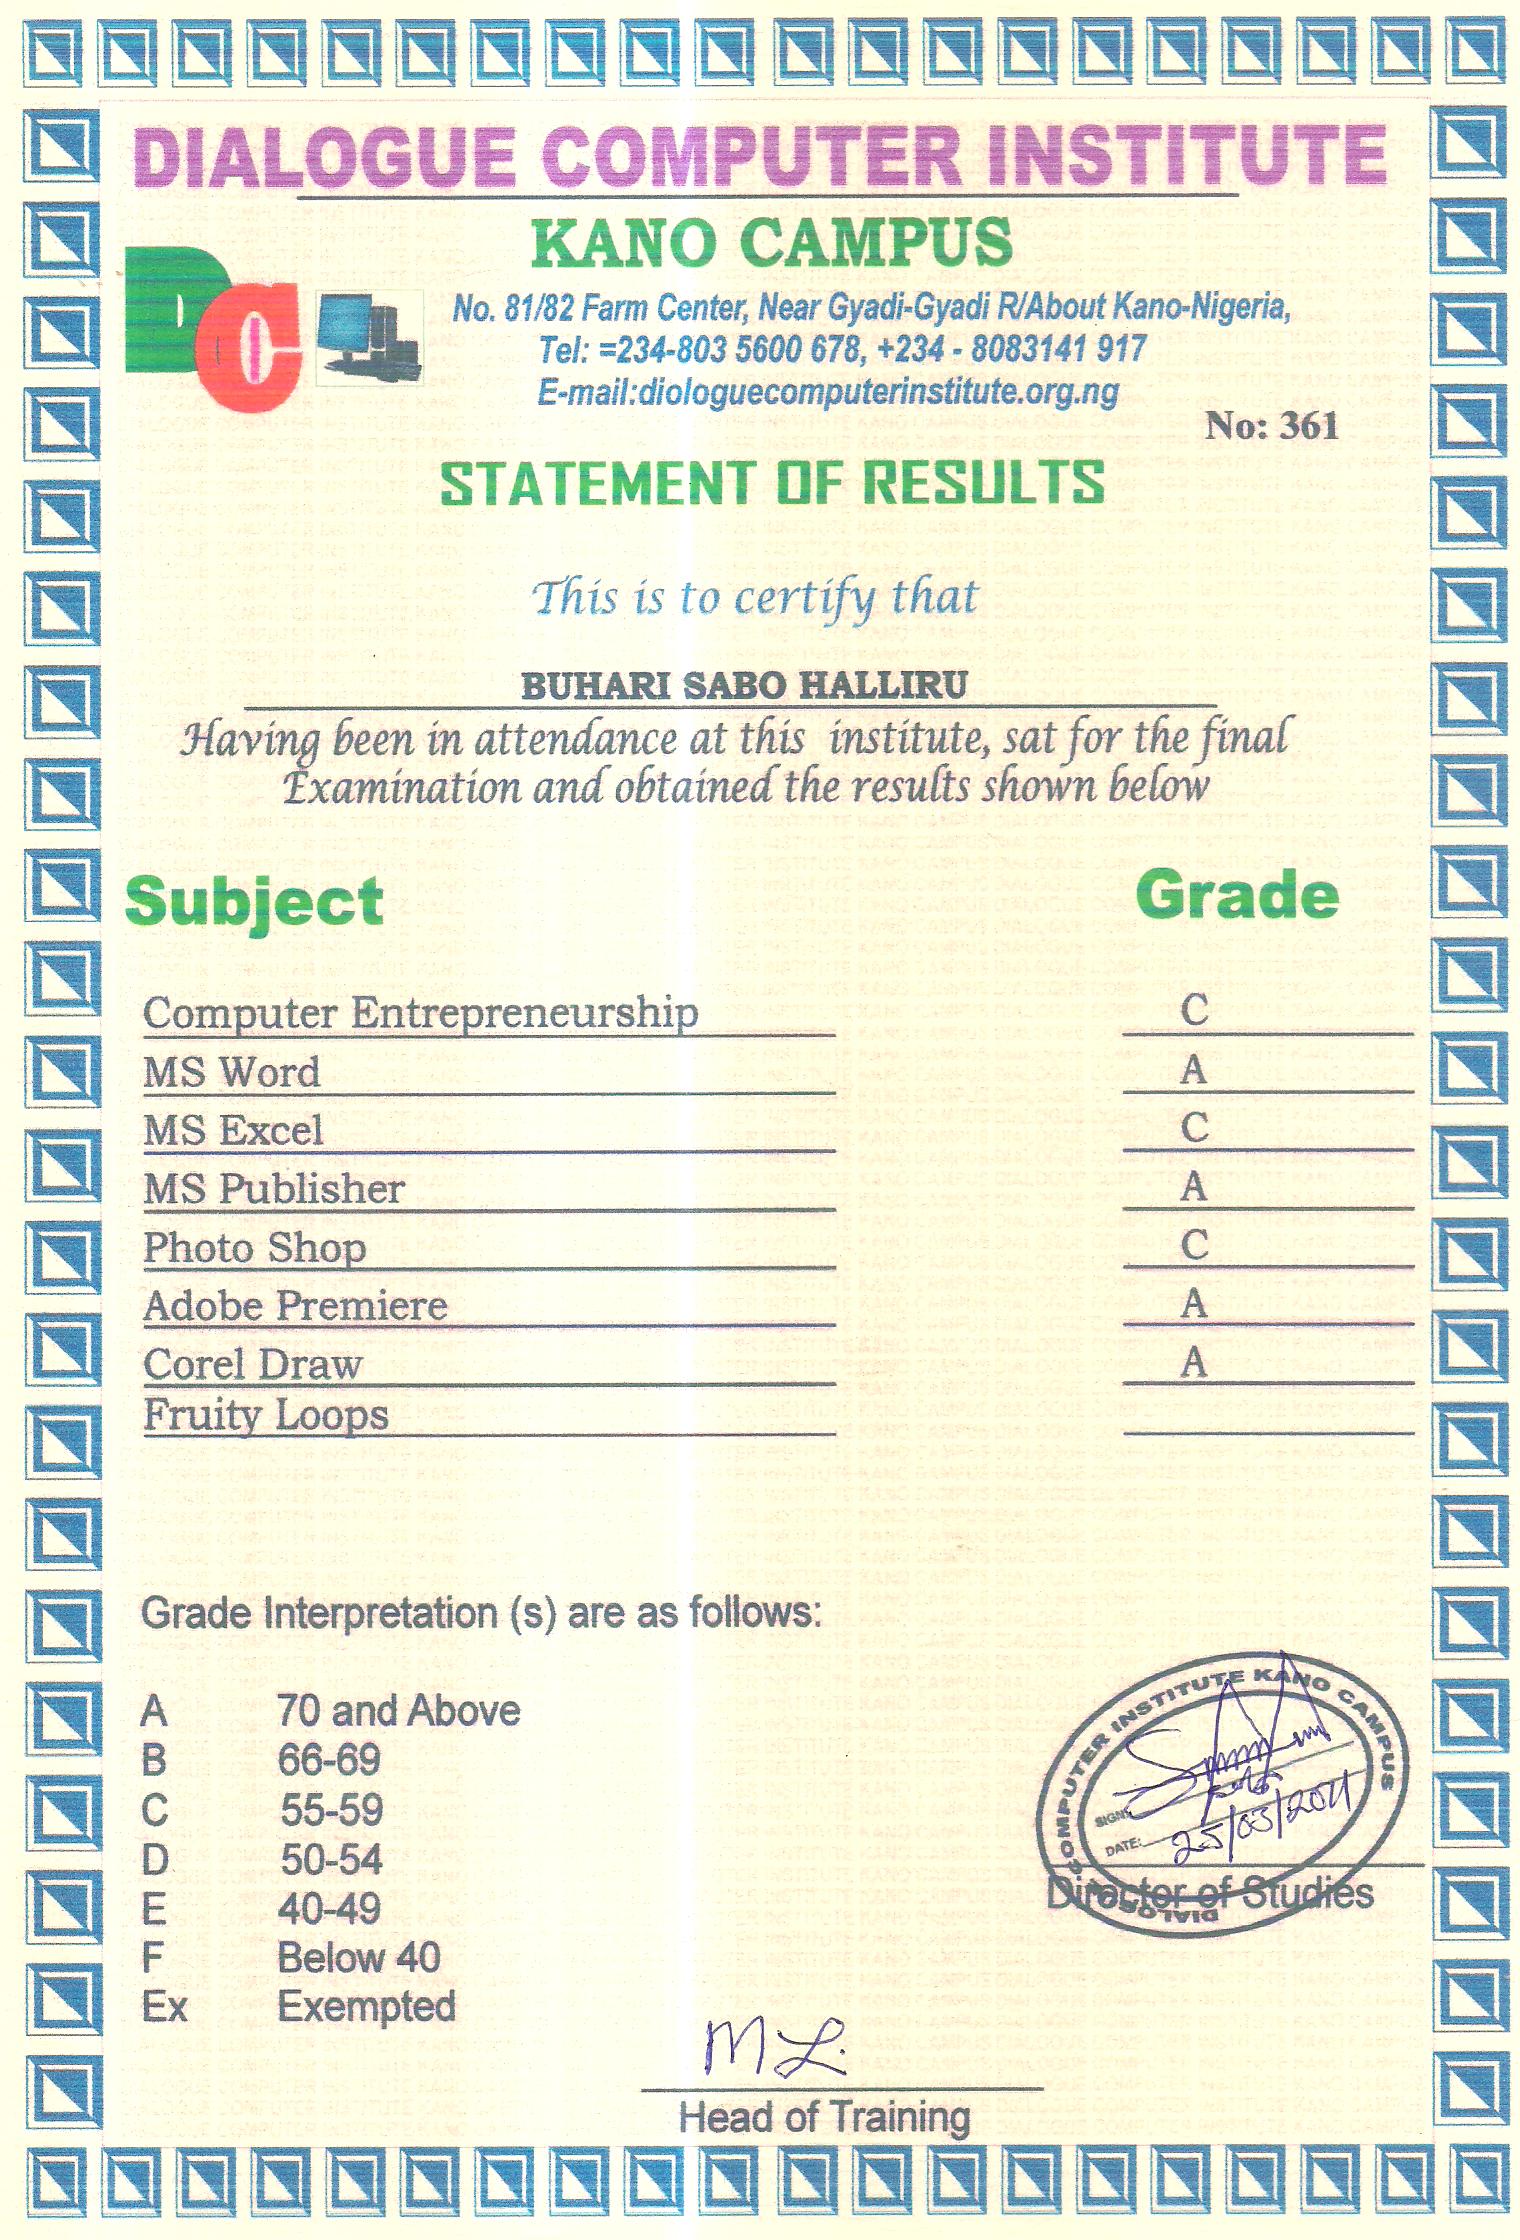 DIALOGUE COMPUTER INSTITUTE
KANO CAMPUS
DC
No. 81/82 Farm Center, Near Gyadi-Gyadi R/About Kano-Nigeria,
Tel: =234-803 5600 678, +234 - 8083141 917
E-mail:diologuecomputerinstitute.org.ng
No: 361
STATEMENT OF RESULTS
This is to certify that
BUHARI SABO HALLIRU
Having been in attendance at this institute, sat for the final
Examination and obtained the results shown below
Subject Grade
Computer Entrepreneurship C
MS Word A
MS Excel C
MS Publisher A
Photo Shop C
Adobe Premiere A
Corel Draw A
Fruity Loops
Grade Interpretation (s) are as follows:
A 70 and Above
B 66-69
C 55-59
D 50-54
E 40-49
F Below 40
Ex Exempted
DIALOGUE COMPUTER INSTITUTE KANO CAMPUS
SIGN:
DATE: 25/03/2011
Director of Studies
ML.
Head of Training